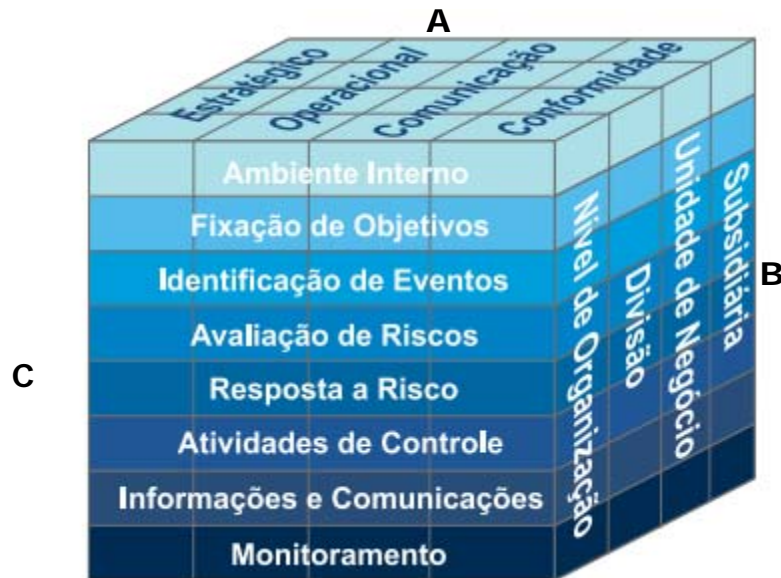 A
Estratégico
Operacional
Comunicação
Conformidade
Ambiente Interno
Fixação de Objetivos
Identificação de Eventos
Avaliação de Riscos
Resposta a Risco
Atividades de Controle
Informações e Comunicações
Monitoramento
Nível de Organização
Divisão
Unidade de Negócio
Subsidiária
B
C